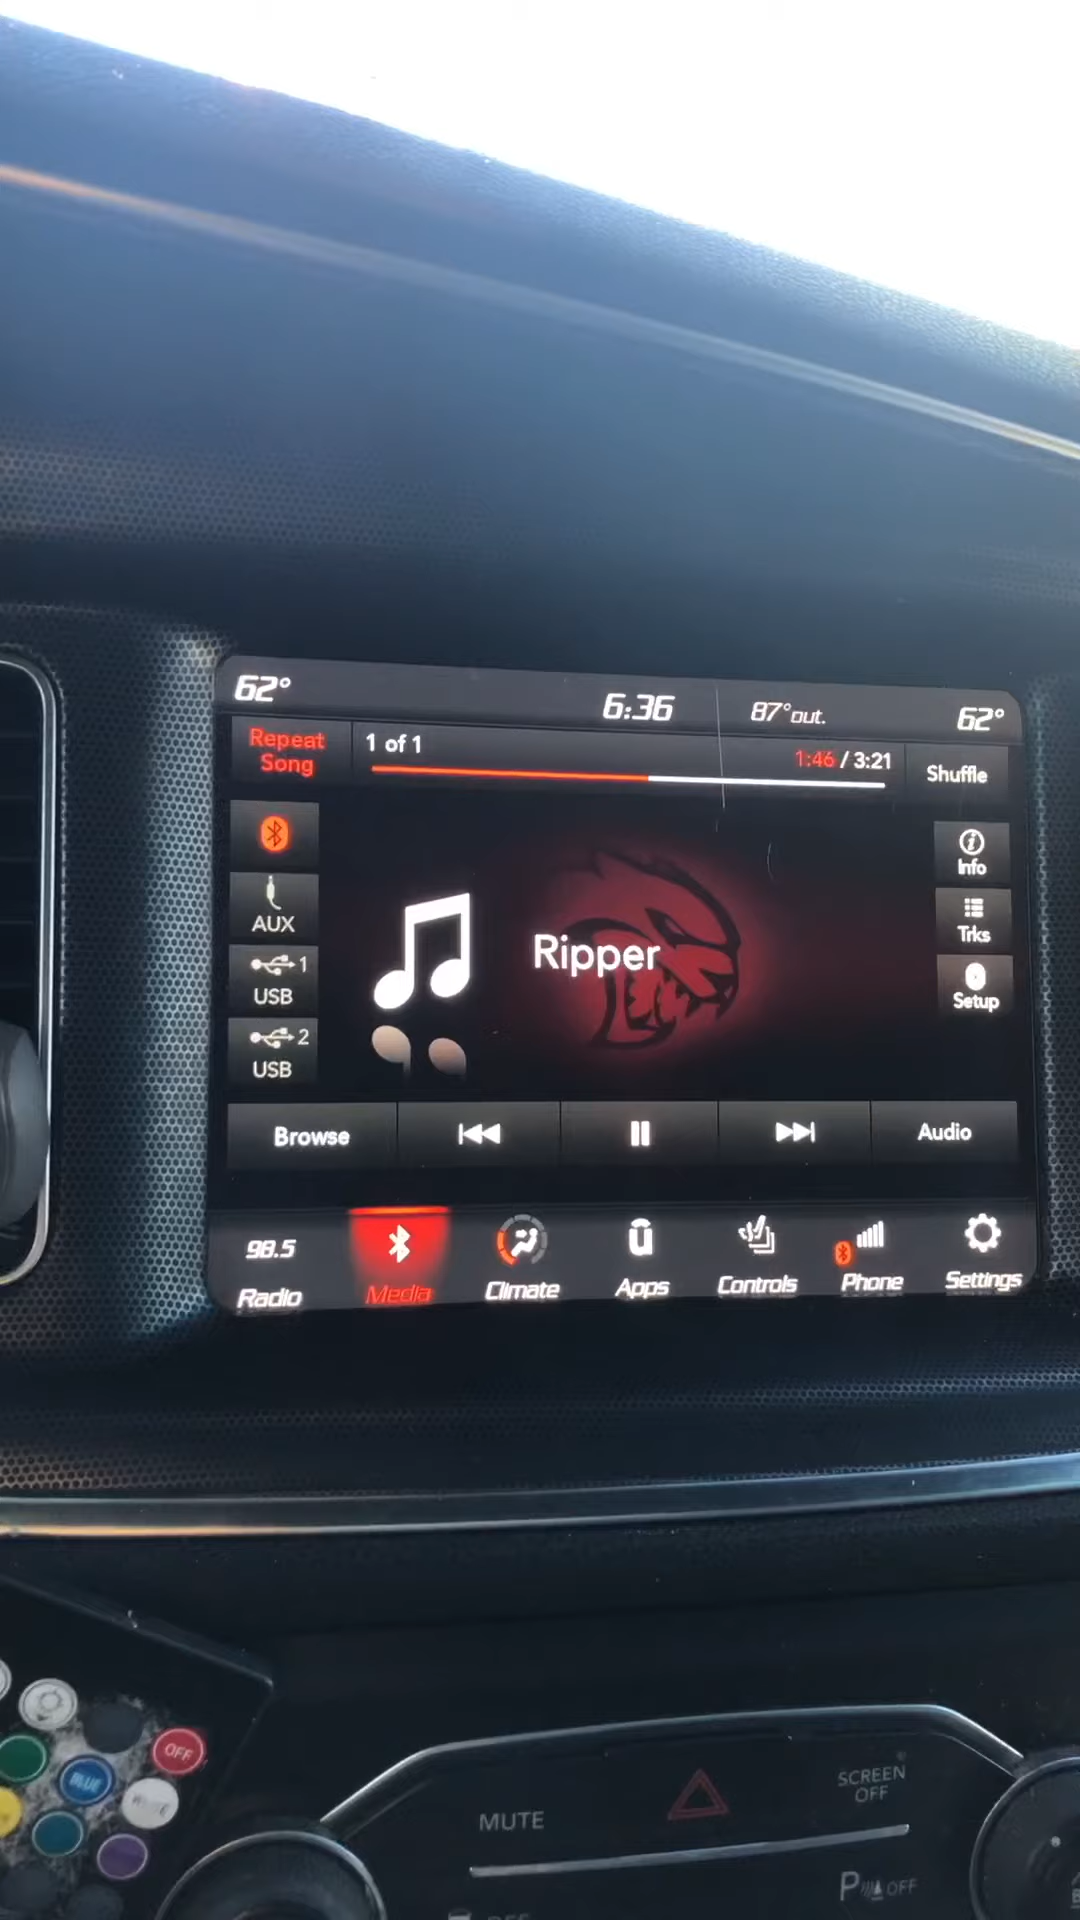 62°
6:36
87°out.
62°
Repeat
Song
1 of 1
1:46 / 3:21
Shuffle
AUX
1
USB
2
USB
Ripper
Info
Trks
Setup
Browse
Audio
98.5
Radio
Media
Climate
Apps
Controls
Phone
Settings
OFF
BLUE
WHITE
MUTE
SCREEN
OFF
P OFF